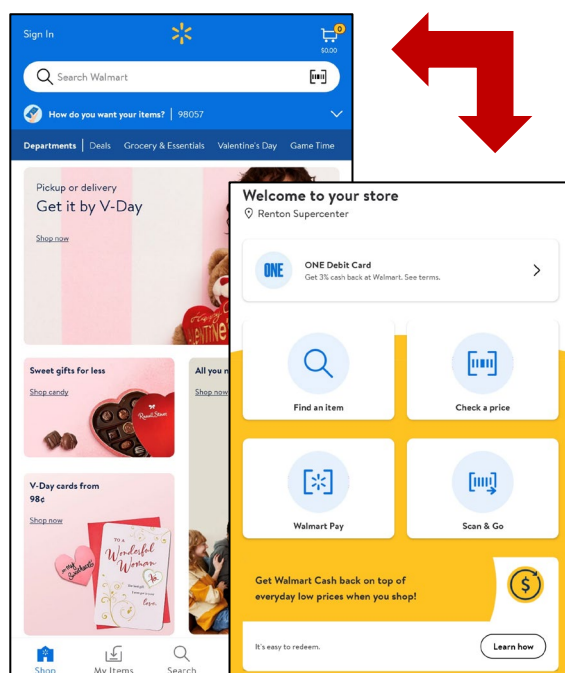 Sign In
0
$0.00
Search Walmart
How do you want your items? | 98057
Departments | Deals Grocery & Essentials Valentine's Day Game Time
Pickup or delivery
Get it by V-Day
Shop now
Happy
Sweet gifts for less
Shop candy
Russell Stover
All you n
Shop now
V-Day cards from
98¢
Shop now
TO A
Wonderful
Woman
love
Shop
My Items
Search
Welcome to your store
Renton Supercenter
ONE
ONE Debit Card
Get 3% cash back at Walmart. See terms.
Find an item
Check a price
Walmart Pay
Scan & Go
Get Walmart Cash back on top of
everyday low prices when you shop!
$
It's easy to redeem.
Learn how